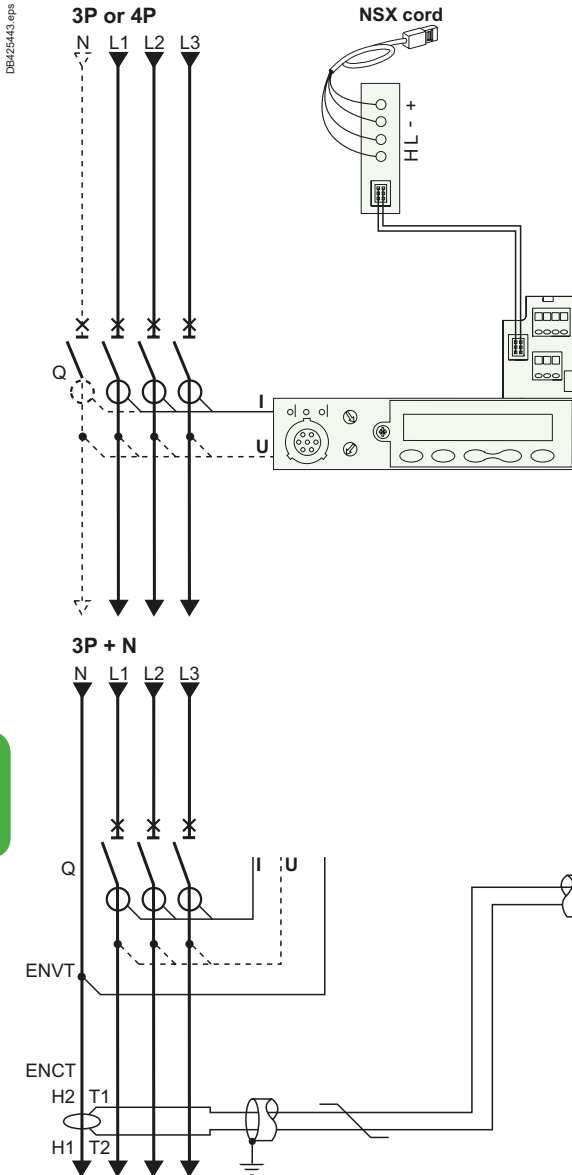 DB425443.eps
3P or 4P
N L1 L2 L3
NSX cord
H L - +
Q
I
U
3P + N
N L1 L2 L3
Q
I U
ENVT
ENCT
H2 T1
H1 T2